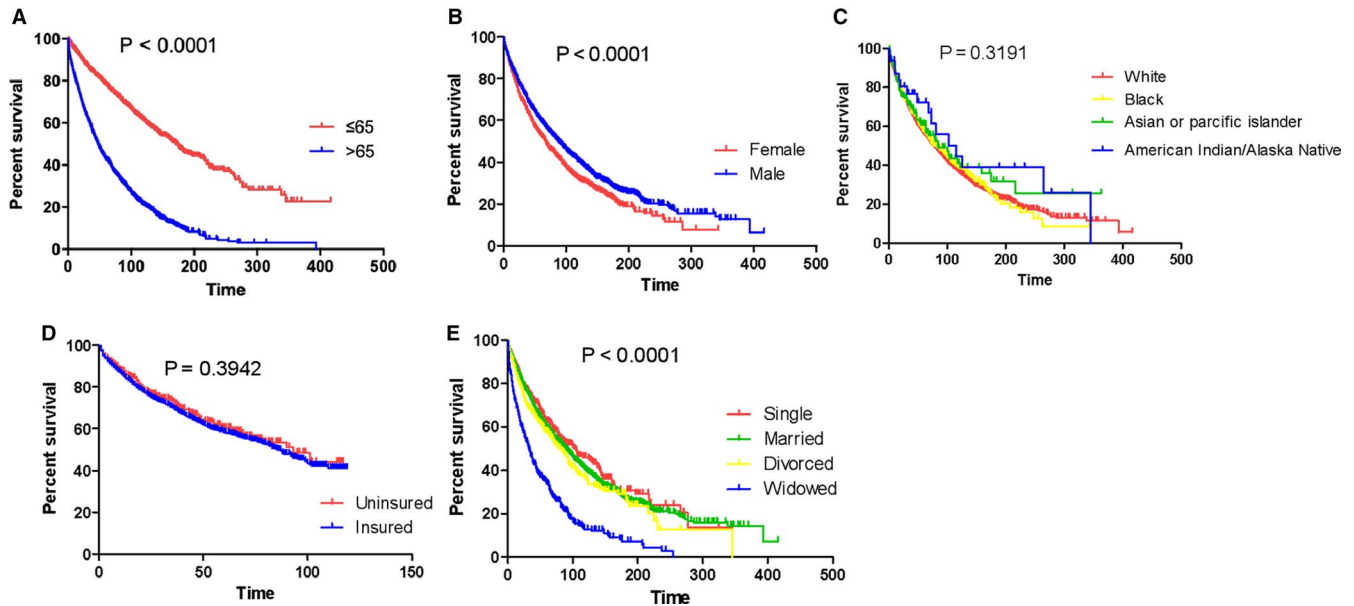 A
P < 0.0001
Percent survival
100
80
60
40
20
0
0 100 200 300 400 500
Time
≤65
>65
B
P < 0.0001
Percent survival
100
80
60
40
20
0
0 100 200 300 400 500
Time
Female
Male
C
P = 0.3191
Percent survival
100
80
60
40
20
0
0 100 200 300 400 500
Time
White
Black
Asian or parcific islander
American Indian/Alaska Native
D
P = 0.3942
Percent survival
100
80
60
40
20
0
0 50 100 150
Time
Uninsured
Insured
E
P < 0.0001
Percent survival
100
80
60
40
20
0
0 100 200 300 400 500
Time
Single
Married
Divorced
Widowed